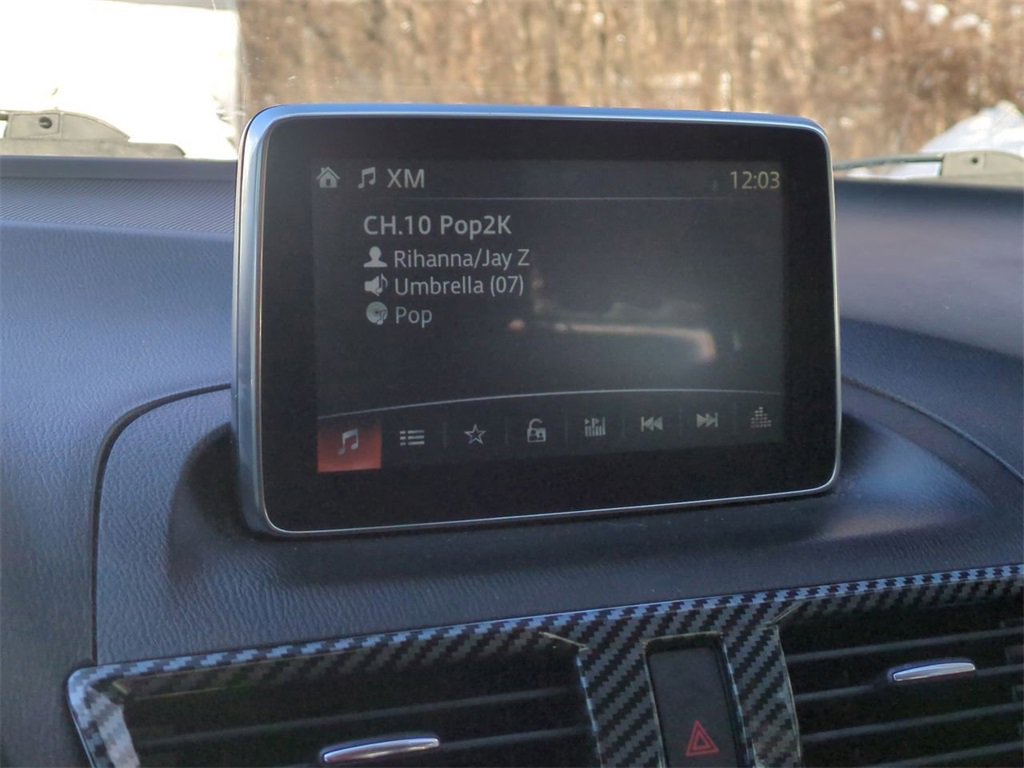 XM 12:03
CH.10 Pop2K
Rihanna/Jay Z
Umbrella (07)
Pop